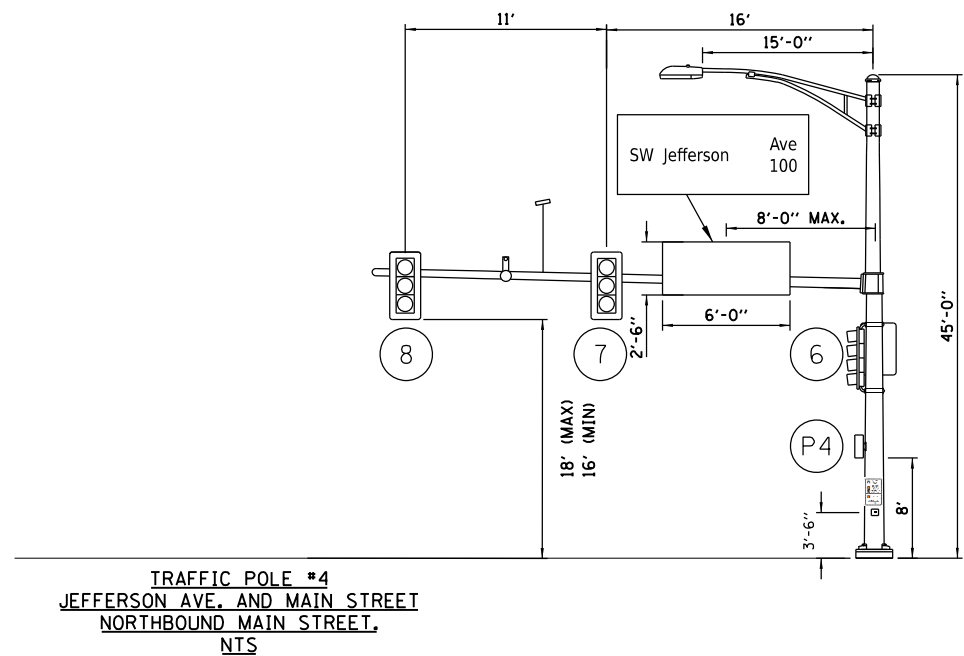 11'
16'
15'-0"
SW Jefferson Ave
100
8'-0" MAX.
6'-0"
2'-6"
45'-0"
8
7
6
18' (MAX)
16' (MIN)
P4
8'
3'-6"
TRAFFIC POLE #4
JEFFERSON AVE. AND MAIN STREET
NORTHBOUND MAIN STREET.
NTS